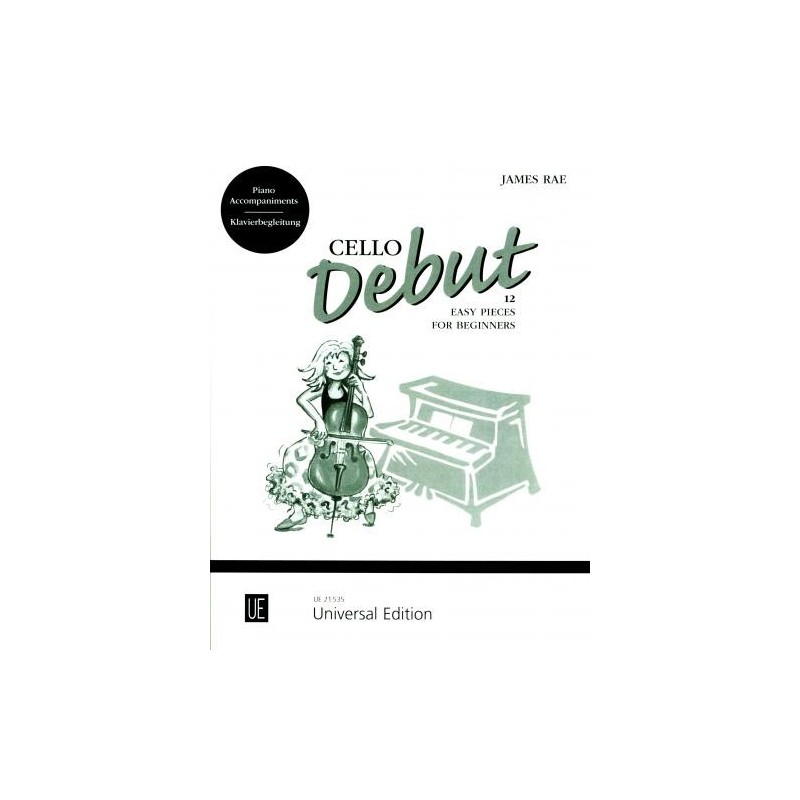 JAMES RAE
Piano
Accompaniments
Klavierbegleitung
CELLO
Debut
12
EASY PIECES
FOR BEGINNERS
UE 21535
UE
Universal Edition